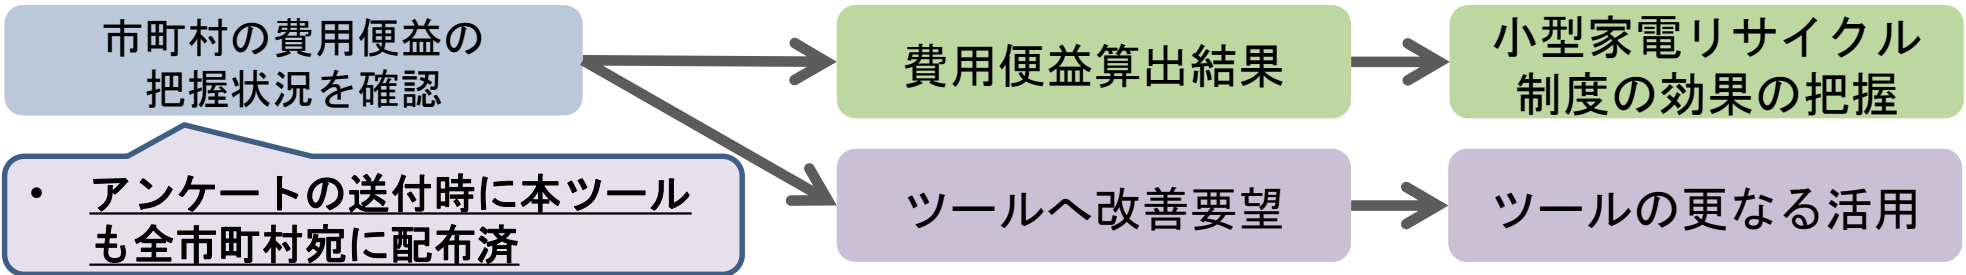 市町村の費用便益の
把握状況を確認
費用便益算出結果
小型家電リサイクル
制度の効果の把握
• アンケートの送付時に本ツール
も全市町村宛に配布済
ツールへ改善要望
ツールの更なる活用